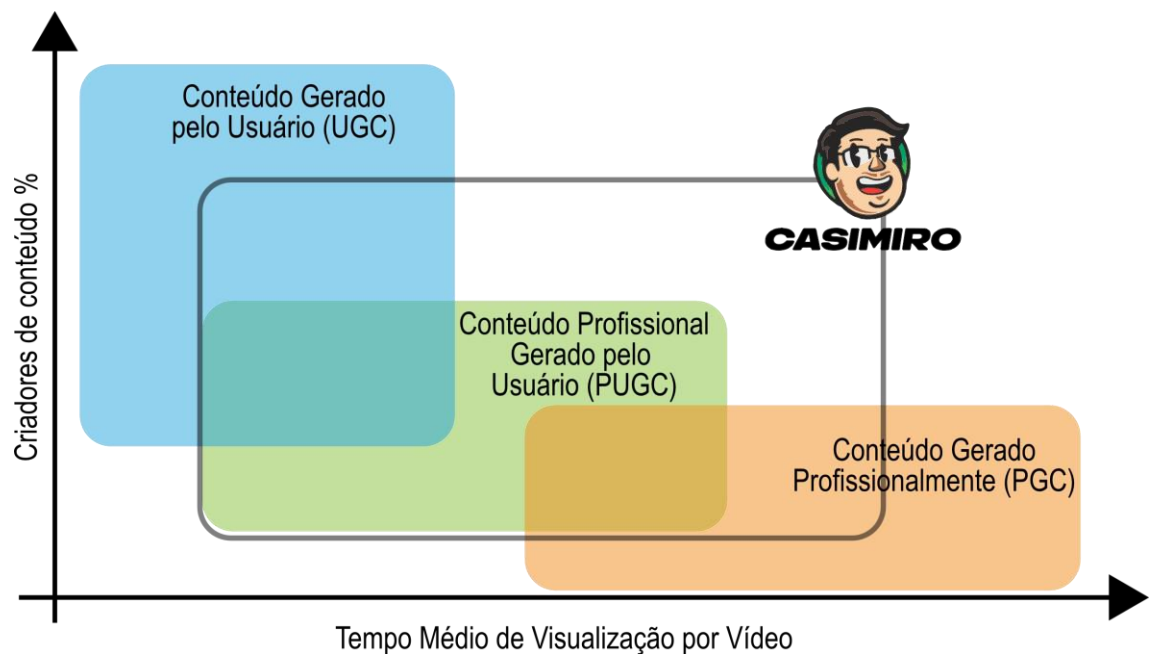 Conteúdo Gerado
pelo Usuário (UGC)
CASIMIRO
Criadores de conteúdo %
Conteúdo Profissional
Gerado pelo
Usuário (PUGC)
Conteúdo Gerado
Profissionalmente (PGC)
Tempo Médio de Visualização por Vídeo